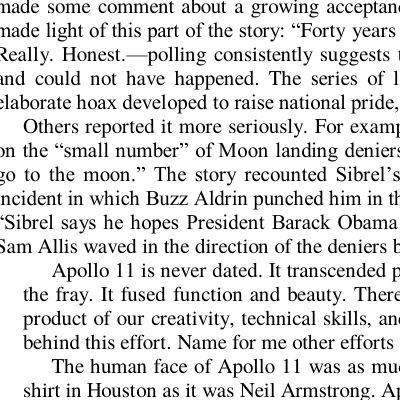 made some comment about a growing acceptanc
made light of this part of the story: “Forty years
Really. Honest.—polling consistently suggests t
and could not have happened. The series of l
elaborate hoax developed to raise national pride,
Others reported it more seriously. For examp
on the “small number” of Moon landing deniers
go to the moon.” The story recounted Sibrel’s
incident in which Buzz Aldrin punched him in th
“Sibrel says he hopes President Barack Obama
Sam Allis waved in the direction of the deniers b
Apollo 11 is never dated. It transcended p
the fray. It fused function and beauty. There
product of our creativity, technical skills, an
behind this effort. Name for me other efforts
The human face of Apollo 11 was as muc
shirt in Houston as it was Neil Armstrong. Ap